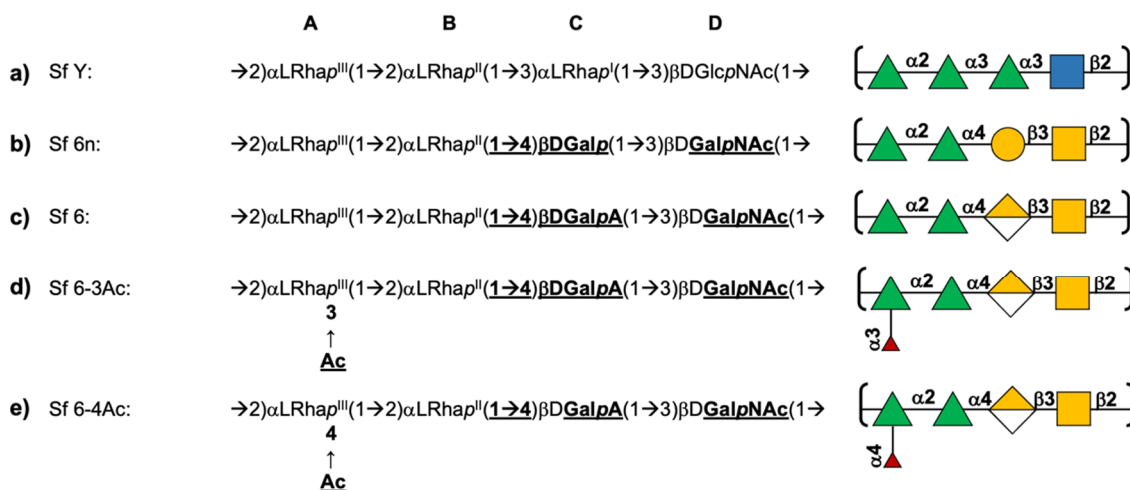 A B C D
a) Sf Y: →2)αLRhapᴵᴵᴵ(1→2)αLRhapᴵᴵ(1→3)αLRhapᴵ(1→3)βDGlcpNAc(1→ α2 α3 α3 β2
b) Sf 6n: →2)αLRhapᴵᴵᴵ(1→2)αLRhapᴵᴵ(1→4)βDGalp(1→3)βDGalpNAc(1→ α2 α4 β3 β2
c) Sf 6: →2)αLRhapᴵᴵᴵ(1→2)αLRhapᴵᴵ(1→4)βDGalpA(1→3)βDGalpNAc(1→ α2 α4 β3 β2
d) Sf 6-3Ac: →2)αLRhapᴵᴵᴵ(1→2)αLRhapᴵᴵ(1→4)βDGalpA(1→3)βDGalpNAc(1→ α2 α4 β3 β2
3
↑
Ac
α3
e) Sf 6-4Ac: →2)αLRhapᴵᴵᴵ(1→2)αLRhapᴵᴵ(1→4)βDGalpA(1→3)βDGalpNAc(1→ α2 α4 β3 β2
4
↑
Ac
α4